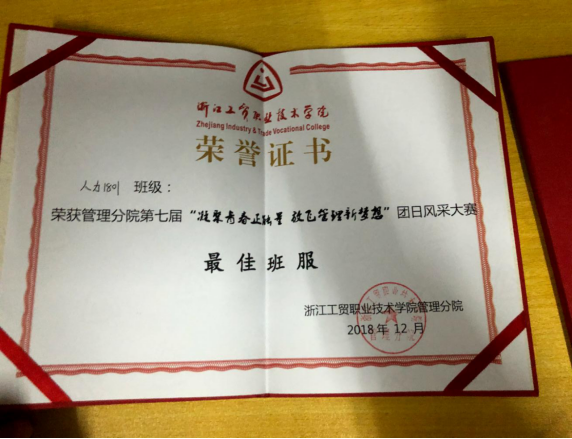 浙江工贸职业技术学院
Zhejiang Industry & Trade Vocational College
荣誉证书
人力1801 班级：
荣获管理分院第七届“凝聚青春正能量 放飞管理新梦想”团日风采大赛
最佳班服
浙江工贸职业技术学院管理分院
2018年 12月